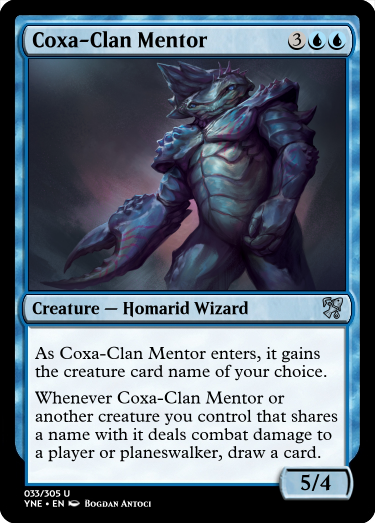 Coxa-Clan Mentor 3
Creature — Homarid Wizard
As Coxa-Clan Mentor enters, it gains
the creature card name of your choice.
Whenever Coxa-Clan Mentor or
another creature you control that shares
a name with it deals combat damage to
a player or planeswalker, draw a card.
5/4
033/305 U
YNE • EN Bogdan Antoci